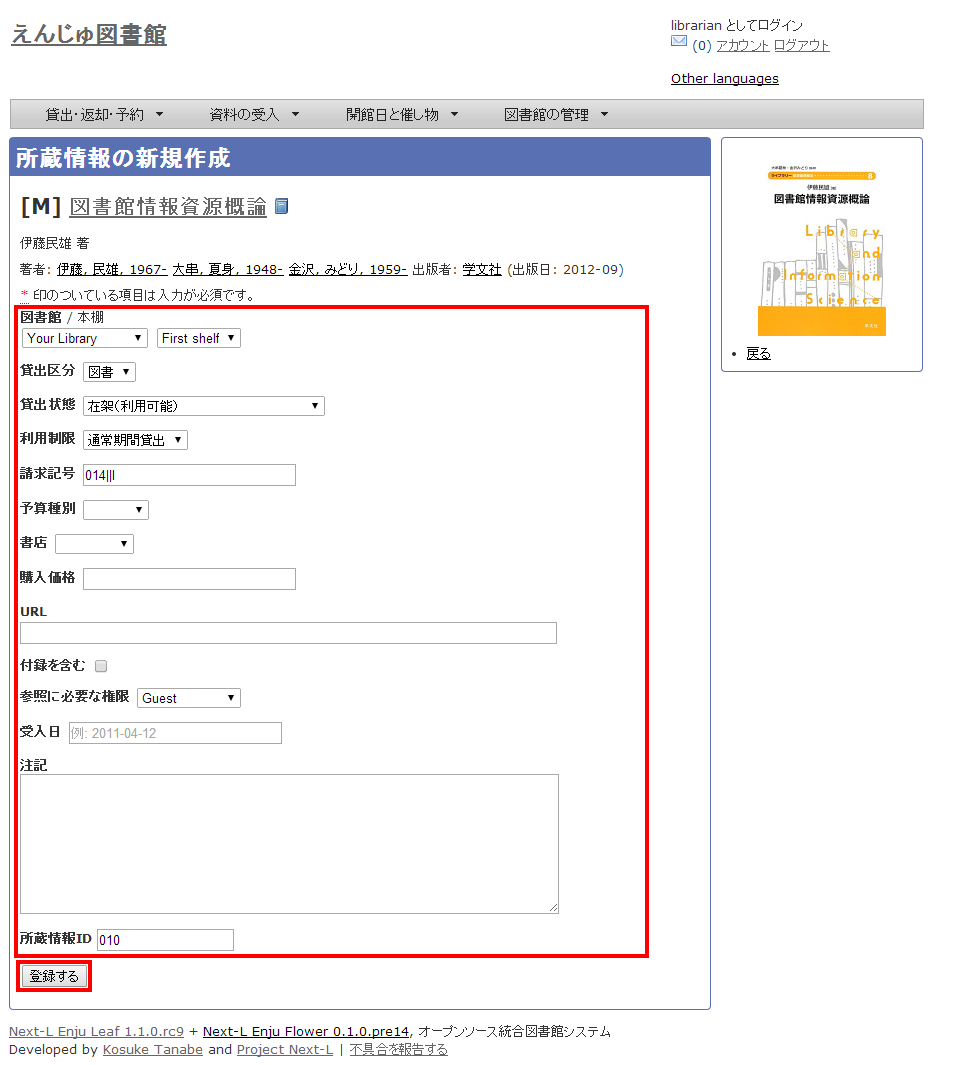 えんじゅ図書館
librarian としてログイン
(0) アカウント ログアウト
Other languages
貸出・返却・予約 ▼ 資料の受入 ▼ 開館日と催し物 ▼ 図書館の管理 ▼
所蔵情報の新規作成
[M] 図書館情報資源概論
伊藤民雄 著
著者: 伊藤, 民雄, 1967- 大串, 夏身, 1948- 金沢, みどり, 1959- 出版者: 学文社 (出版日: 2012-09)
* 印のついている項目は入力が必須です。
図書館 / 本棚
Your Library ▼ First shelf ▼
貸出区分 図書 ▼
貸出状態 在架(利用可能) ▼
利用制限 通常期間貸出 ▼
請求記号 014|||
予算種別 ▼
書店 ▼
購入価格
URL
付録を含む
参照に必要な権限 Guest ▼
受入日 例: 2011-04-12
注記
所蔵情報ID 010
登録する
伊藤民雄
図書館情報資源概論
Library
and
Information
Science
学文社
• 戻る
Next-L Enju Leaf 1.1.0.rc9 + Next-L Enju Flower 0.1.0.pre14, オープンソース統合図書館システム
Developed by Kosuke Tanabe and Project Next-L | 不具合を報告する